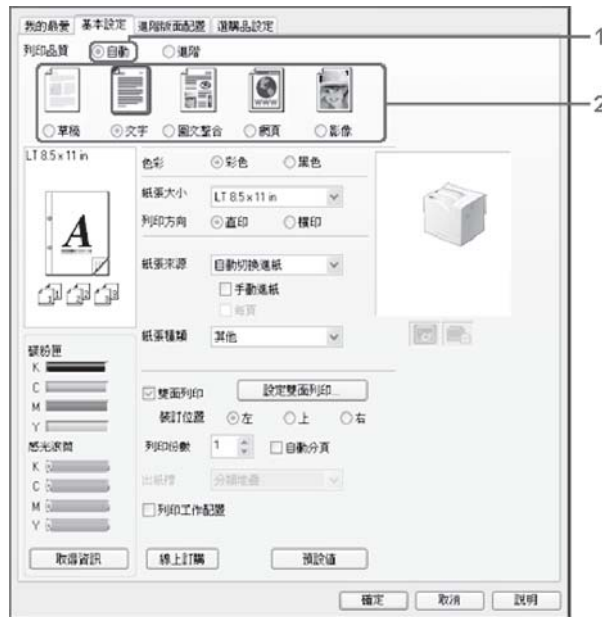 我的最愛 基本設定 進階版面配置 選購品設定
列印品質 自動 進階
1
WWW
2
草稿 文字 圖文整合 網頁 影像
LT 8.5 x 11 in
色彩 彩色 黑色
紙張大小 LT 8.5 x 11 in
列印方向 直印 橫印
A
紙張來源 自動切換進紙
手動進紙
每頁
紙張種類 其他
碳粉匣
K
C
M
Y
雙面列印 設定雙面列印...
裝訂位置 左 上 右
感光滾筒
K
C
M
Y
列印份數 1 自動分頁
出紙槽 分類堆疊
列印工作配置
取得資訊 線上訂購 預設值
確定 取消 說明